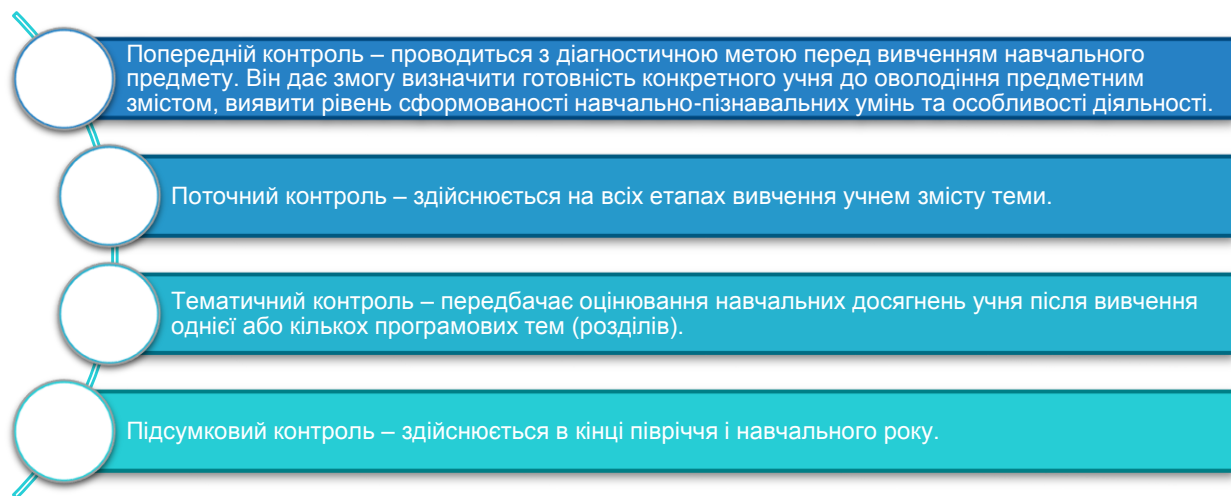 Попередній контроль – проводиться з діагностичною метою перед вивченням навчального
предмету. Він дає змогу визначити готовність конкретного учня до оволодіння предметним
змістом, виявити рівень сформованості навчально-пізнавальних умінь та особливості діяльності.
Поточний контроль – здійснюється на всіх етапах вивчення учнем змісту теми.
Тематичний контроль – передбачає оцінювання навчальних досягнень учня після вивчення
однієї або кількох програмових тем (розділів).
Підсумковий контроль – здійснюється в кінці півріччя і навчального року.